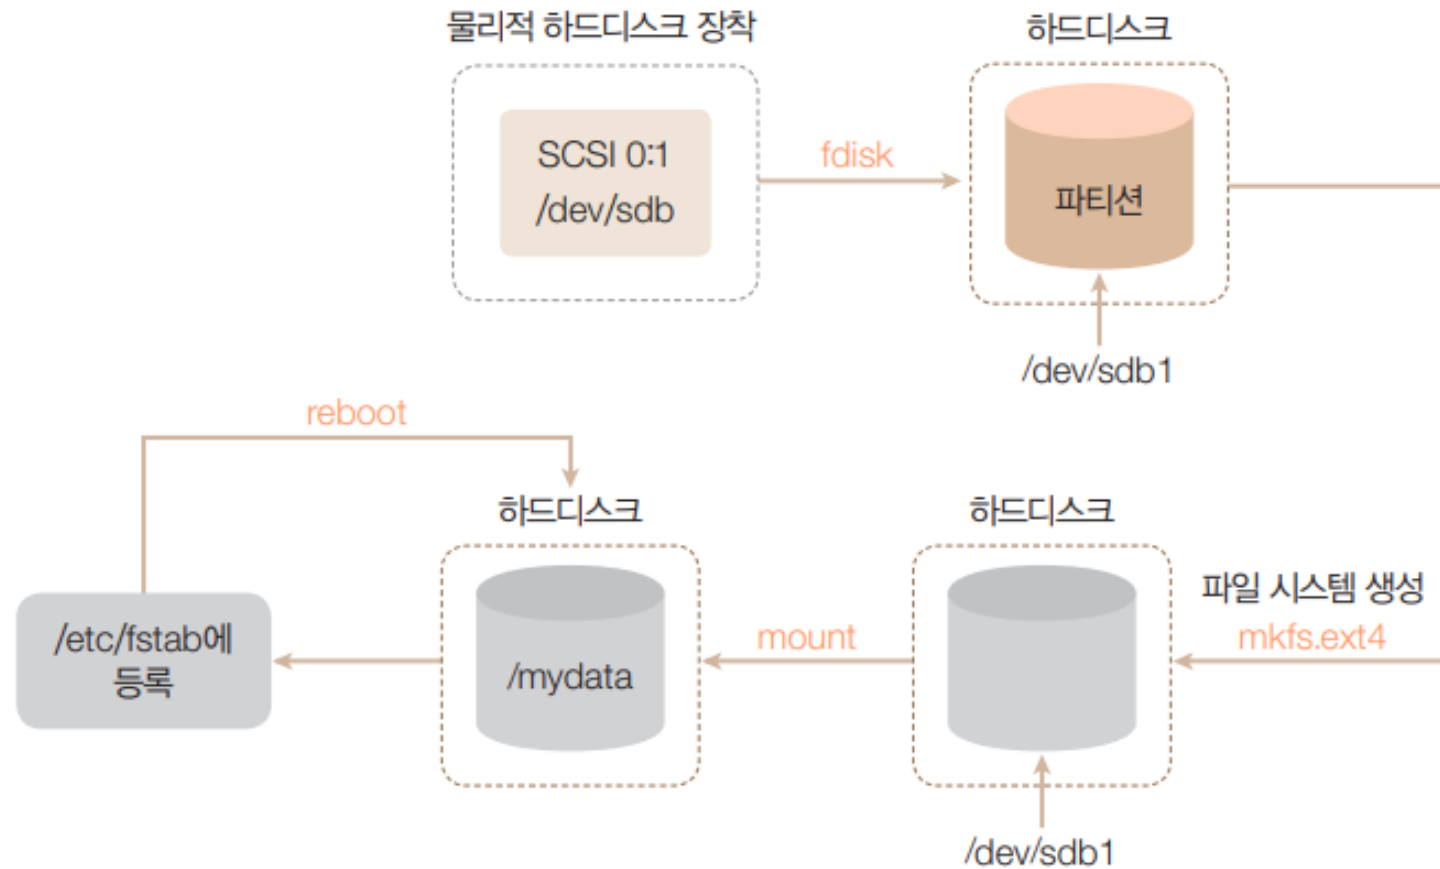 물리적 하드디스크 장착
하드디스크
SCSI 0:1
/dev/sdb
fdisk
파티션
/dev/sdb1
reboot
하드디스크
하드디스크
파일 시스템 생성
mkfs.ext4
mount
/mydata
/etc/fstab에
등록
/dev/sdb1